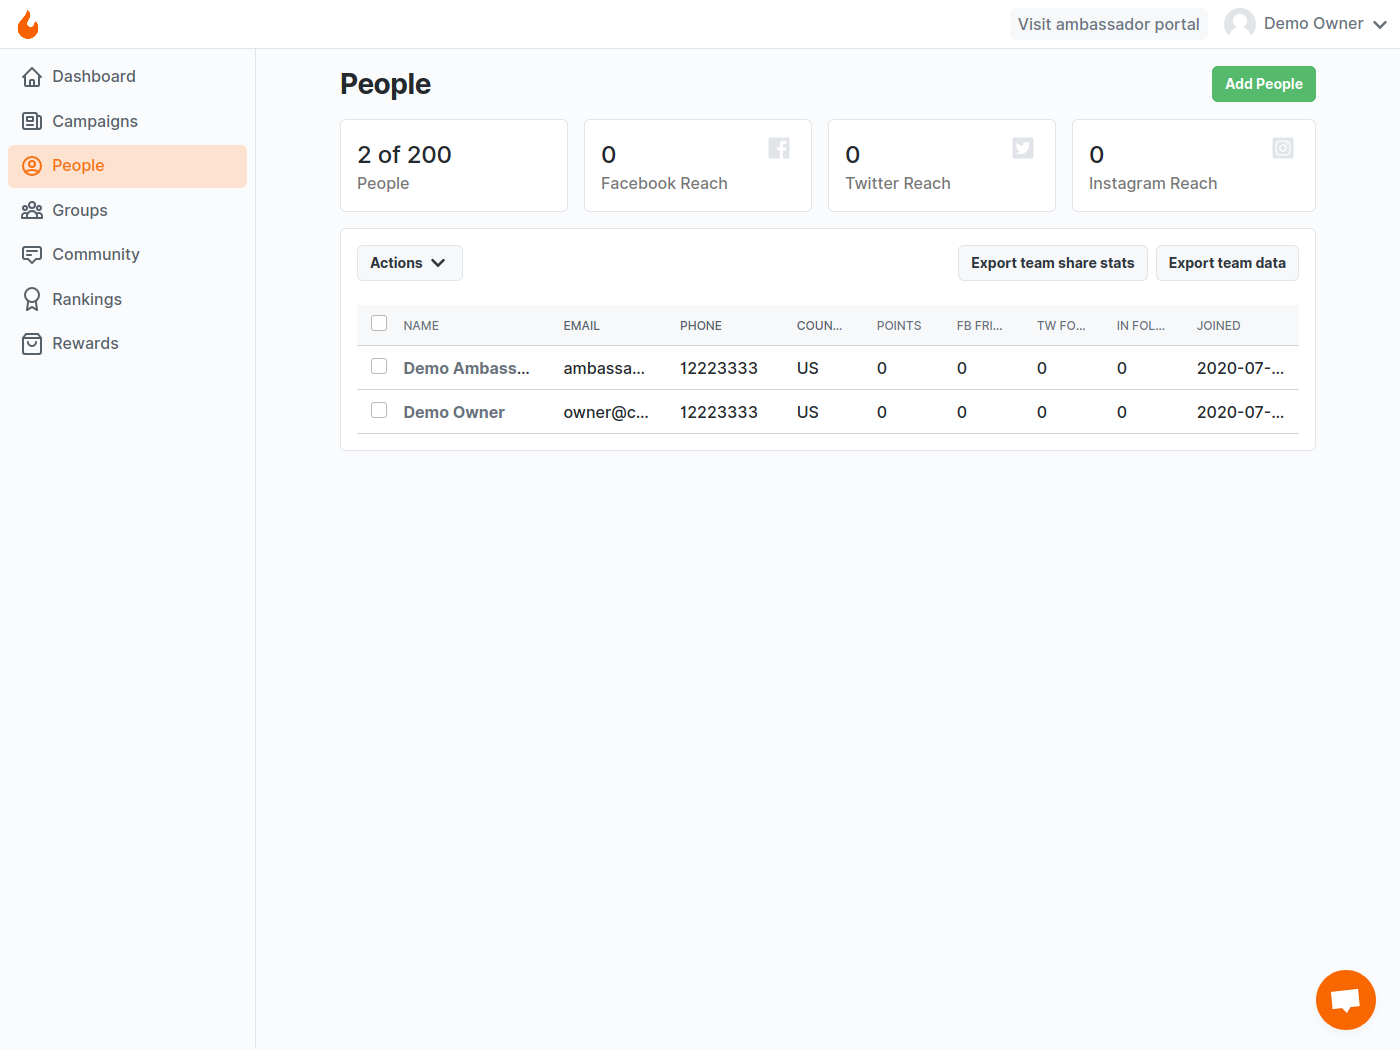 Visit ambassador portal
Demo Owner
Dashboard
Campaigns
People
Groups
Community
Rankings
Rewards
People
Add People
2 of 200
People
0
Facebook Reach
0
Twitter Reach
0
Instagram Reach
Actions
Export team share stats
Export team data
NAME EMAIL PHONE COUN... POINTS FB FRI... TW FO... IN FOL... JOINED
Demo Ambass... ambassa... 12223333 US 0 0 0 0 2020-07-...
Demo Owner owner@c... 12223333 US 0 0 0 0 2020-07-...